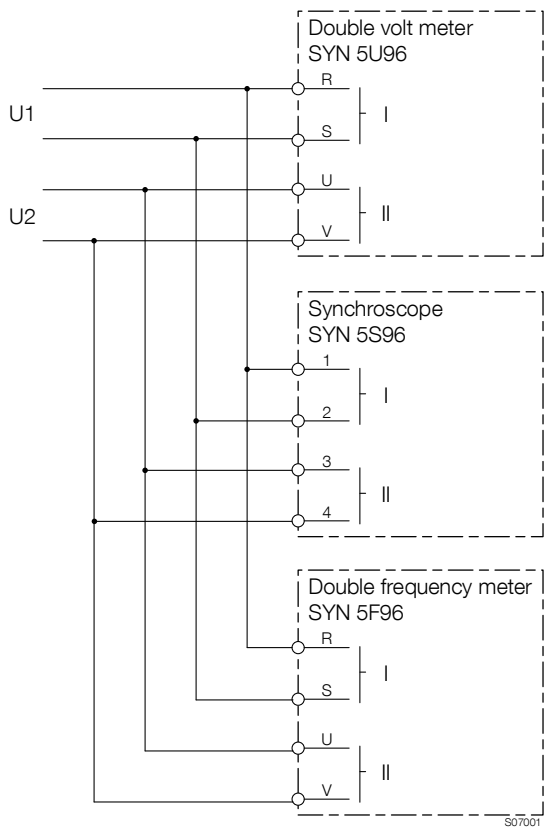 Double volt meter
SYN 5U96
R
I
U1
S
U
U2
II
V
Synchroscope
SYN 5S96
1
I
2
3
II
4
Double frequency meter
SYN 5F96
R
I
S
U
II
V
S07001